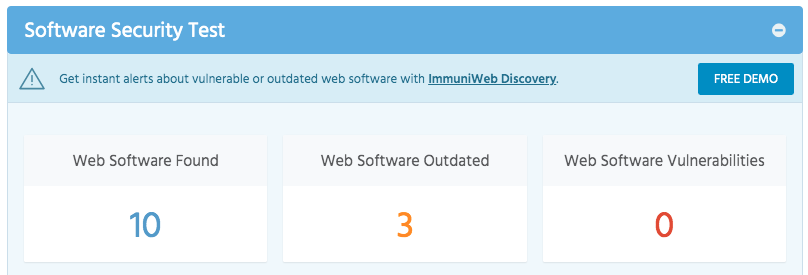 Software Security Test
Get instant alerts about vulnerable or outdated web software with ImmuniWeb Discovery.
FREE DEMO
Web Software Found
Web Software Outdated
Web Software Vulnerabilities
10
3
0